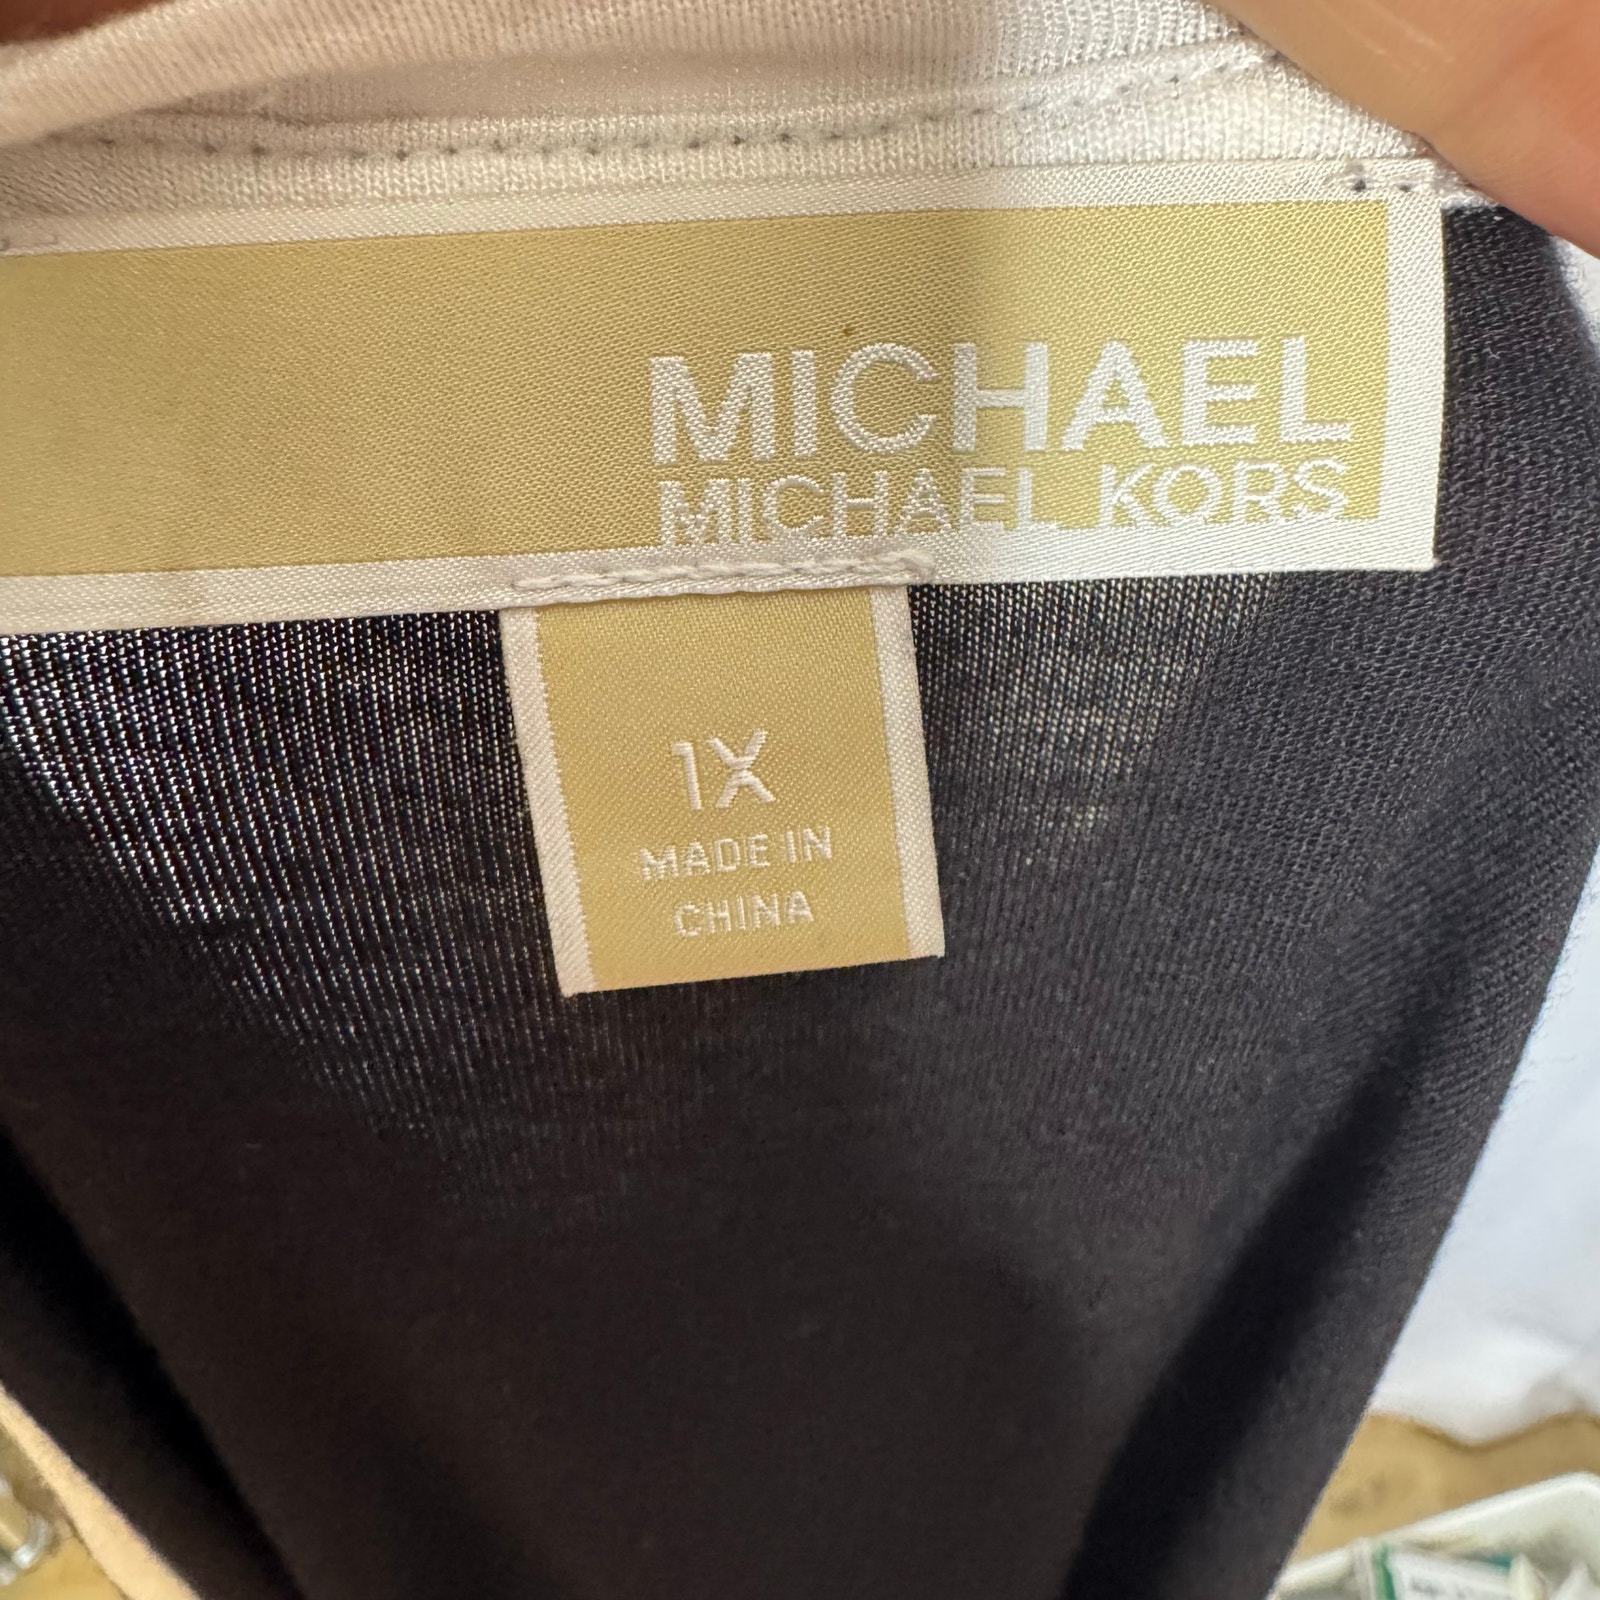 MICHAEL
MICHAEL KORS
1X
MADE IN
CHINA